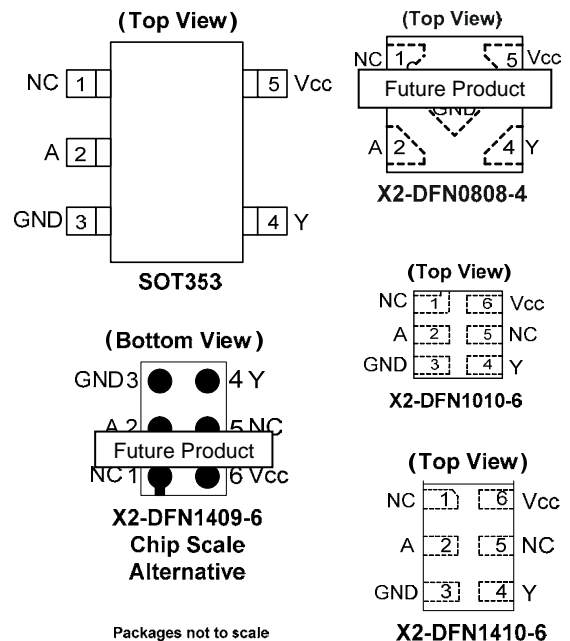 (Top View)
NC 1 5 Vcc
A 2
GND 3 4 Y
SOT353
(Top View)
NC 1 5 Vcc
Future Product
GND
A 2 4 Y
X2-DFN0808-4
(Top View)
NC 1 6 Vcc
A 2 5 NC
GND 3 4 Y
X2-DFN1010-6
(Bottom View)
GND 3 4 Y
A 2 5 NC
Future Product
NC 1 6 Vcc
X2-DFN1409-6
Chip Scale
Alternative
(Top View)
NC 1 6 Vcc
A 2 5 NC
GND 3 4 Y
X2-DFN1410-6
Packages not to scale